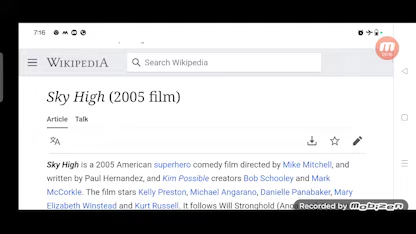 7:16
WIKIPEDIA
Search Wikipedia
Sky High (2005 film)
Article Talk
Sky High is a 2005 American superhero comedy film directed by Mike Mitchell, and
written by Paul Hernandez, and Kim Possible creators Bob Schooley and Mark
McCorkle. The film stars Kelly Preston, Michael Angarano, Danielle Panabaker, Mary
Elizabeth Winstead and Kurt Russell. It follows Will Stronghold (Ang
Recorded by Mobizen